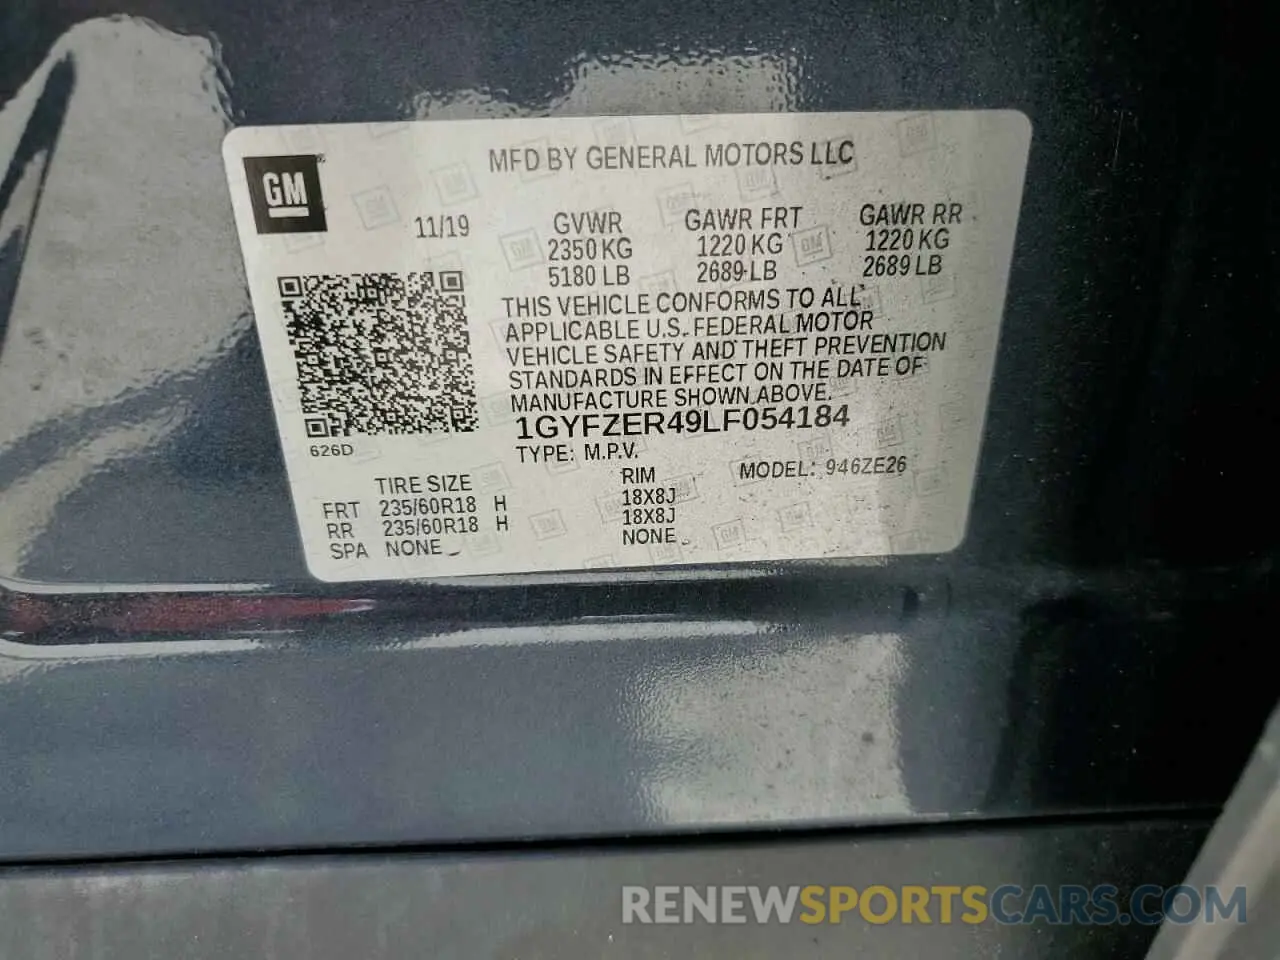 MFD BY GENERAL MOTORS LLC
GM
11/19
GVWR GAWR FRT GAWR RR
2350 KG 1220 KG 1220 KG
5180 LB 2689 LB 2689 LB
THIS VEHICLE CONFORMS TO ALL
APPLICABLE U.S. FEDERAL MOTOR
VEHICLE SAFETY AND THEFT PREVENTION
STANDARDS IN EFFECT ON THE DATE OF
MANUFACTURE SHOWN ABOVE.
1GYFZER49LF054184
626D
TYPE: M.P.V.
MODEL: 946ZE26
TIRE SIZE RIM
FRT 235/60R18 H 18X8J
RR 235/60R18 H 18X8J
SPA NONE NONE
RENEWSPORTSCARS.COM